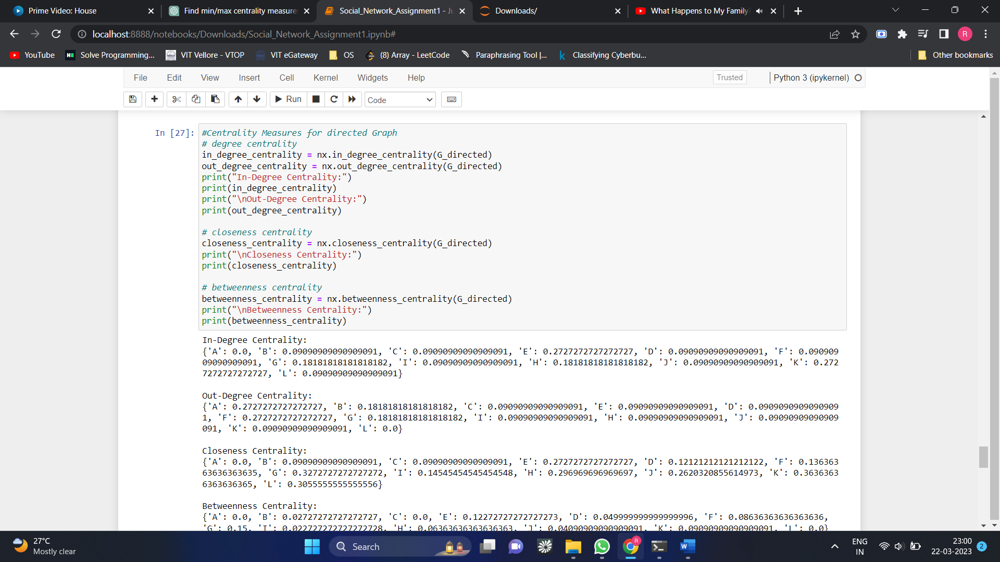 Prime Video: House
Find min/max centrality measure
Social_Network_Assignment1 - Ju
Downloads/
What Happens to My Family?
localhost:8888/notebooks/Downloads/Social_Network_Assignment1.ipynb#
R
YouTube
Solve Programming...
VIT Vellore - VTOP
VIT eGateway
OS
(8) Array - LeetCode
Paraphrasing Tool |...
Classifying Cyberbu...
Other bookmarks
File Edit View Insert Cell Kernel Widgets Help
Trusted
Python 3 (ipykernel)
Run
Code
In [27]:
#Centrality Measures for directed Graph
# degree centrality
in_degree_centrality = nx.in_degree_centrality(G_directed)
out_degree_centrality = nx.out_degree_centrality(G_directed)
print("In-Degree Centrality:")
print(in_degree_centrality)
print("\nOut-Degree Centrality:")
print(out_degree_centrality)
# closeness centrality
closeness_centrality = nx.closeness_centrality(G_directed)
print("\nCloseness Centrality:")
print(closeness_centrality)
# betweenness centrality
betweenness_centrality = nx.betweenness_centrality(G_directed)
print("\nBetweenness Centrality:")
print(betweenness_centrality)
In-Degree Centrality:
{'A': 0.0, 'B': 0.09090909090909091, 'C': 0.09090909090909091, 'E': 0.2727272727272727, 'D': 0.09090909090909091, 'F': 0.090909
09090909091, 'G': 0.18181818181818182, 'I': 0.09090909090909091, 'H': 0.18181818181818182, 'J': 0.09090909090909091, 'K': 0.272
7272727272727, 'L': 0.09090909090909091}
Out-Degree Centrality:
{'A': 0.2727272727272727, 'B': 0.18181818181818182, 'C': 0.09090909090909091, 'E': 0.09090909090909091, 'D': 0.0909090909090909
1, 'F': 0.2727272727272727, 'G': 0.18181818181818182, 'I': 0.09090909090909091, 'H': 0.09090909090909091, 'J': 0.09090909090909
091, 'K': 0.09090909090909091, 'L': 0.0}
Closeness Centrality:
{'A': 0.0, 'B': 0.09090909090909091, 'C': 0.09090909090909091, 'E': 0.2727272727272727, 'D': 0.12121212121212122, 'F': 0.136363
63636363635, 'G': 0.3272727272727272, 'I': 0.14545454545454548, 'H': 0.296969696969697, 'J': 0.2620320855614973, 'K': 0.3636363
6363636365, 'L': 0.3055555555555556}
Betweenness Centrality:
{'A': 0.0, 'B': 0.02727272727272727, 'C': 0.0, 'E': 0.12272727272727273, 'D': 0.049999999999999996, 'F': 0.08636363636363636,
'G': 0.15, 'I': 0.022727272727272728, 'H': 0.06363636363636363, 'J': 0.04090909090909091, 'K': 0.09090909090909091, 'L': 0.0}
27°C
Mostly clear
Search
ENG
IN
23:00
22-03-2023
2